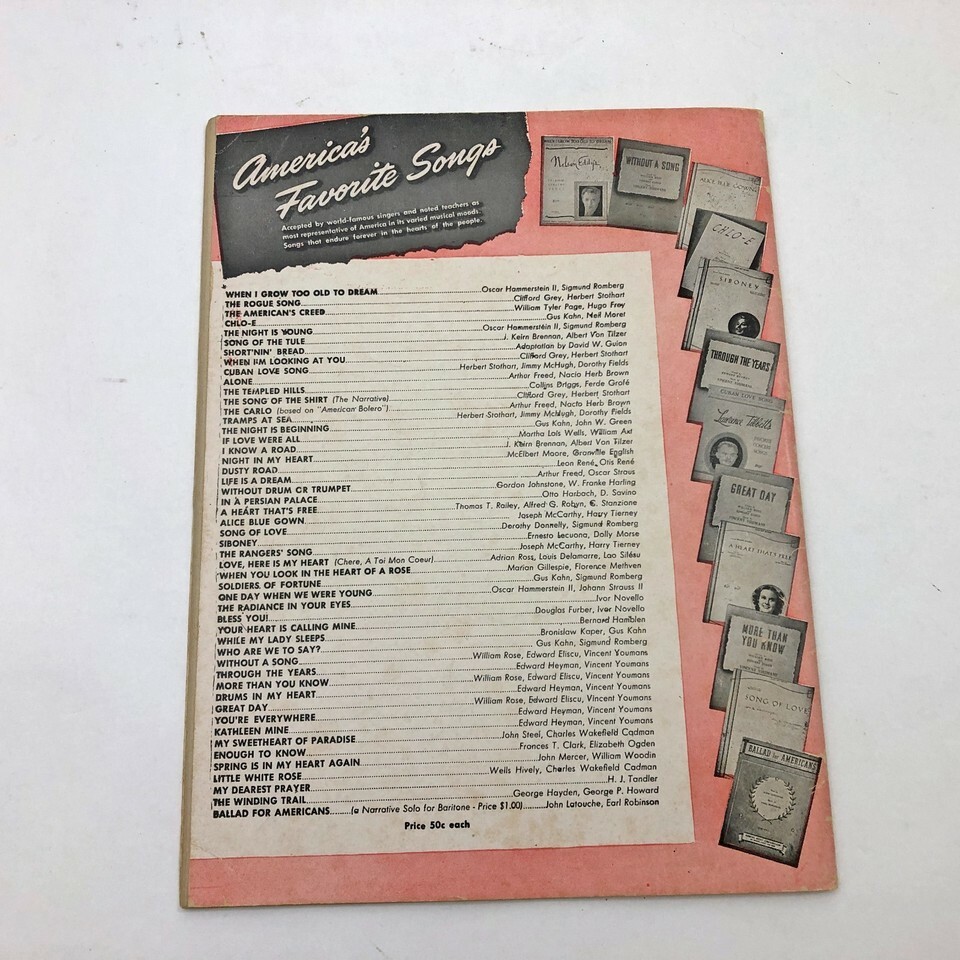 America's
Favorite Songs
Accepted by world-famous singers and noted teachers as
most representative of America in its varied musical moods.
Songs that endure forever in the hearts of the people.
WHEN I GROW TOO OLD TO DREAM Oscar Hammerstein II, Sigmund Romberg
THE ROGUE SONG Clifford Grey, Herbert Stothart
THE AMERICAN'S CREED William Tyler Page, Hugo Frey
CHLO-E Gus Kahn, Neil Moret
THE NIGHT IS YOUNG Oscar Hammerstein II, Sigmund Romberg
SONG OF THE TULE J. Keirn Brennan, Albert Von Tilzer
SHORT'NIN' BREAD Adaptation by David W. Guion
WHEN I'M LOOKING AT YOU Clifford Grey, Herbert Stothart
CUBAN LOVE SONG Herbert Stothart, Jimmy McHugh, Dorothy Fields
ALONE Arthur Freed, Nacio Herb Brown
THE TEMPLED HILLS Collins Driggs, Ferde Grofé
THE SONG OF THE SHIRT (The Narrative) Clifford Grey, Herbert Stothart
THE CARLO (based on "American Bolero") Arthur Freed, Nacio Herb Brown
TRAMPS AT SEA Herbert Stothart, Jimmy McHugh, Dorothy Fields
THE NIGHT IS BEGINNING Gus Kahn, John W. Green
IF LOVE WERE ALL Martha Lois Wells, William Axt
I KNOW A ROAD J. Keirn Brennan, Albert Von Tilzer
NIGHT IN MY HEART McElbert Moore, Granville English
DUSTY ROAD Leon René, Otis René
LIFE IS A DREAM Arthur Freed, Oscar Straus
WITHOUT DRUM OR TRUMPET Gordon Johnstone, W. Franke Harling
IN A PERSIAN PALACE Otto Harbach, D. Savino
A HEART THAT'S FREE Thomas T. Railey, Alfred G. Robyn, C. Stanzione
ALICE BLUE GOWN Joseph McCarthy, Harry Tierney
SONG OF LOVE Dorothy Donnelly, Sigmund Romberg
SIBONEY Ernesto Lecuona, Dolly Morse
THE RANGERS' SONG Joseph McCarthy, Harry Tierney
LOVE, HERE IS MY HEART (Chere, A Toi Mon Coeur) Adrian Ross, Louis Delamarre, Lao Silésu
WHEN YOU LOOK IN THE HEART OF A ROSE Marian Gillespie, Florence Methven
SOLDIERS OF FORTUNE Gus Kahn, Sigmund Romberg
ONE DAY WHEN WE WERE YOUNG Oscar Hammerstein II, Johann Strauss II
THE RADIANCE IN YOUR EYES Ivor Novello
BLESS YOU! Douglas Furber, Ivor Novello
YOUR HEART IS CALLING MINE Bernard Hamblen
WHILE MY LADY SLEEPS Bronislaw Kaper, Gus Kahn
WHO ARE WE TO SAY? Gus Kahn, Sigmund Romberg
WITHOUT A SONG William Rose, Edward Eliscu, Vincent Youmans
THROUGH THE YEARS Edward Heyman, Vincent Youmans
MORE THAN YOU KNOW William Rose, Edward Eliscu, Vincent Youmans
DRUMS IN MY HEART Edward Heyman, Vincent Youmans
GREAT DAY William Rose, Edward Eliscu, Vincent Youmans
YOU'RE EVERYWHERE Edward Heyman, Vincent Youmans
KATHLEEN MINE Edward Heyman, Vincent Youmans
MY SWEETHEART OF PARADISE John Steel, Charles Wakefield Cadman
ENOUGH TO KNOW Frances T. Clark, Elizabeth Ogden
SPRING IS IN MY HEART AGAIN John Mercer, William Woodin
LITTLE WHITE ROSE Wells Hively, Charles Wakefield Cadman
MY DEAREST PRAYER H. J. Tandler
THE WINDING TRAIL George Hayden, George P. Howard
BALLAD FOR AMERICANS (a Narrative Solo for Baritone - Price $1.00) John Latouche, Earl Robinson
Price 50c each
WHEN I GROW TOO OLD TO DREAM
Nelson Eddy's
WITHOUT A SONG
ALICE BLUE GOWN
CHLO-E
SIBONEY
THROUGH THE YEARS
CUBAN LOVE SONG
Lawrence Tibbett's
GREAT DAY
A HEART THAT'S FREE
MORE THAN
YOU KNOW
SONG OF LOVE
BALLAD for AMERICANS